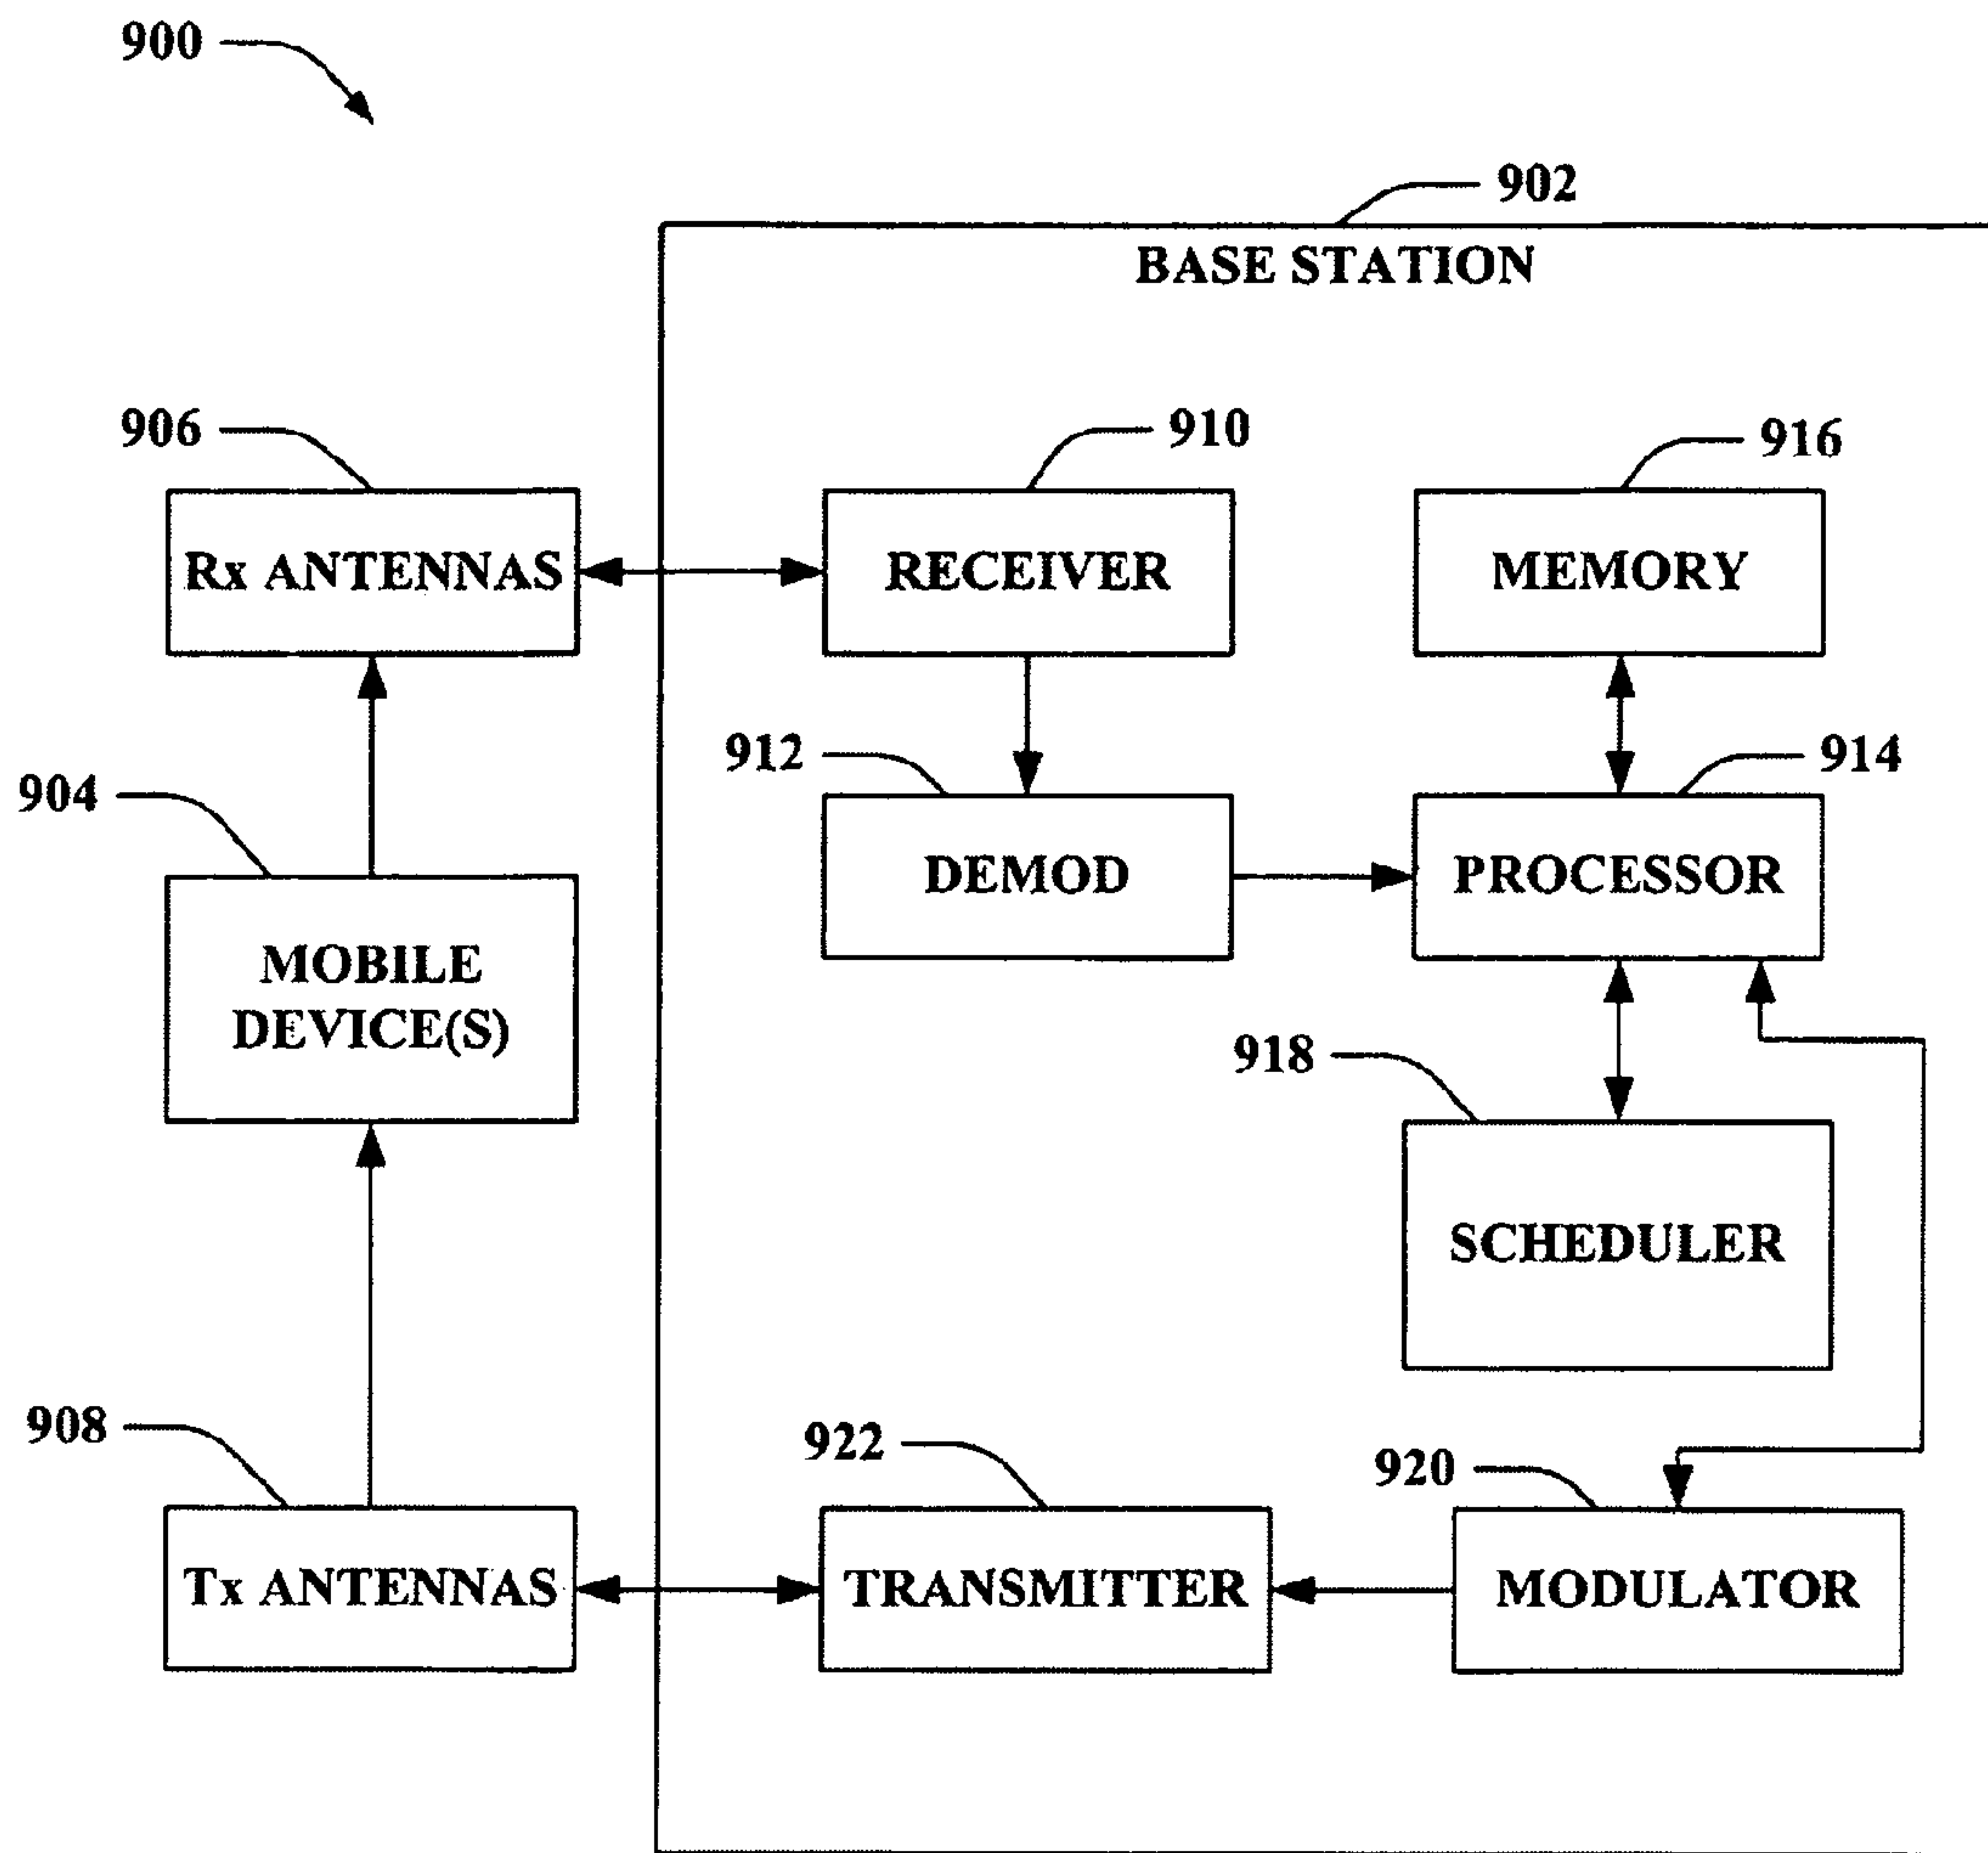 900
902
BASE STATION
906
910
916
Rx ANTENNAS
RECEIVER
MEMORY
912
914
904
DEMOD
PROCESSOR
MOBILE
DEVICE(S)
918
SCHEDULER
908
922
920
Tx ANTENNAS
TRANSMITTER
MODULATOR